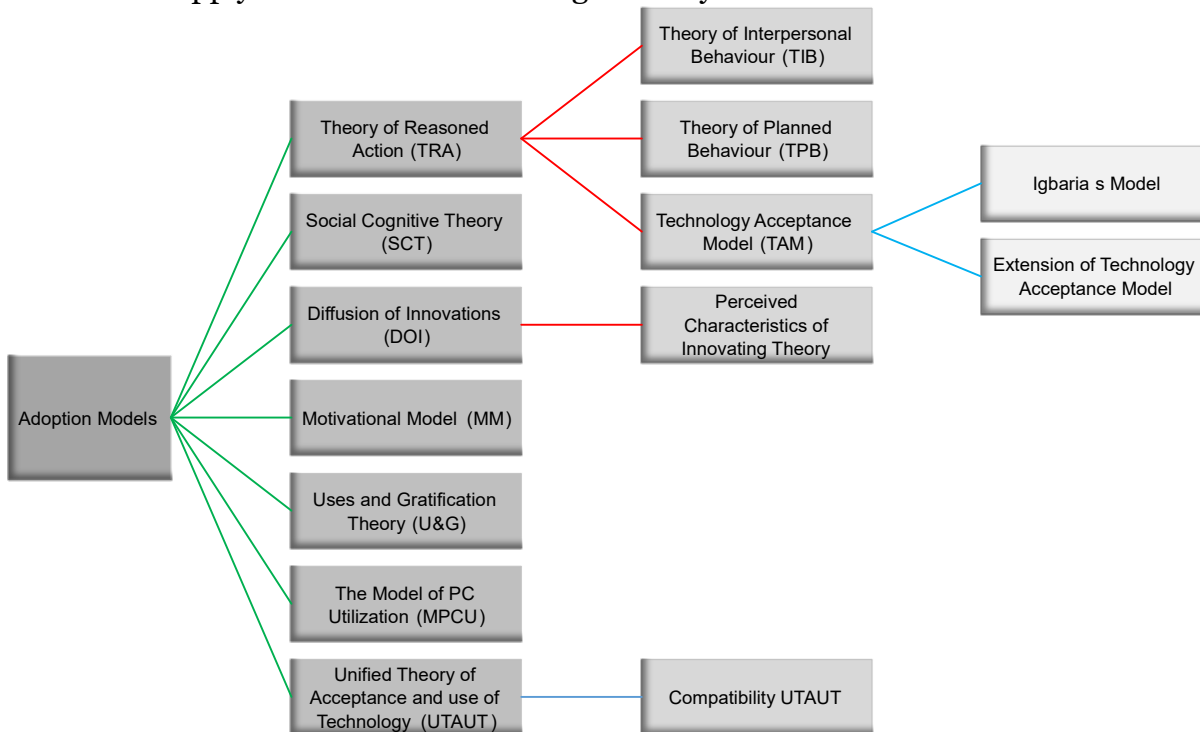 Theory of Interpersonal
Behaviour (TIB)
Theory of Reasoned
Action (TRA)
Theory of Planned
Behaviour (TPB)
Igbaria s Model
Social Cognitive Theory
(SCT)
Technology Acceptance
Model (TAM)
Extension of Technology
Acceptance Model
Diffusion of Innovations
(DOI)
Perceived
Characteristics of
Innovating Theory
Adoption Models
Motivational Model (MM)
Uses and Gratification
Theory (U&G)
The Model of PC
Utilization (MPCU)
Unified Theory of
Acceptance and use of
Technology (UTAUT)
Compatibility UTAUT